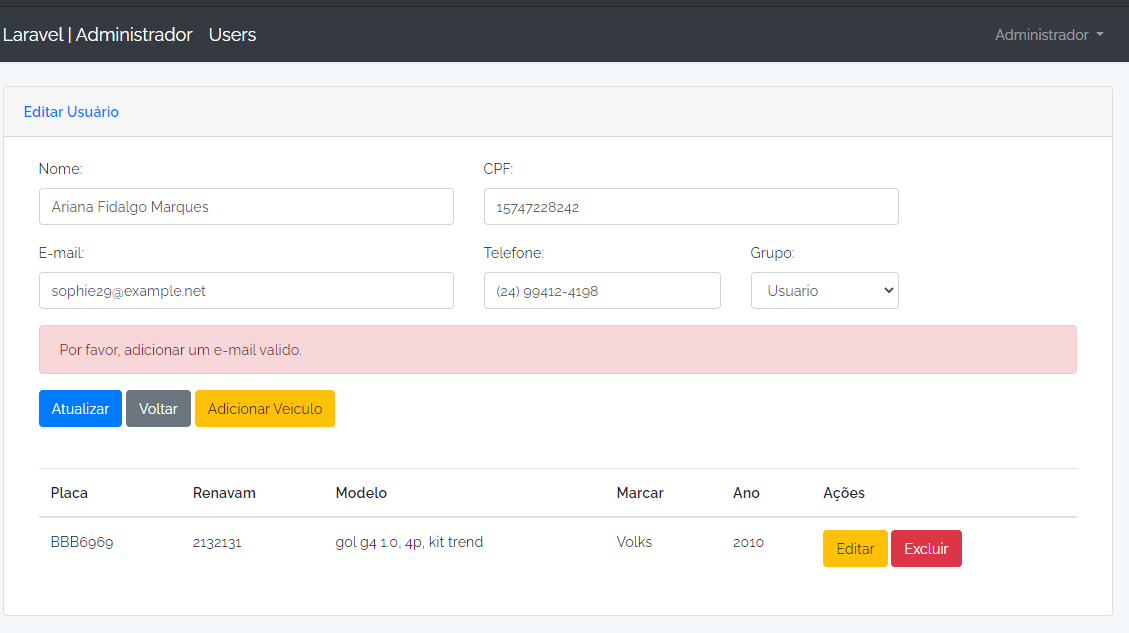 Laravel | Administrador Users Administrador
Editar Usuário
Nome: CPF:
Ariana Fidalgo Marques 15747228242
E-mail: Telefone: Grupo:
sophie29@example.net (24) 99412-4198 Usuario
Por favor, adicionar um e-mail valido.
Atualizar Voltar Adicionar Veiculo
Placa Renavam Modelo Marcar Ano Ações
BBB6969 2132131 gol g4 1.0, 4p, kit trend Volks 2010 Editar Excluir